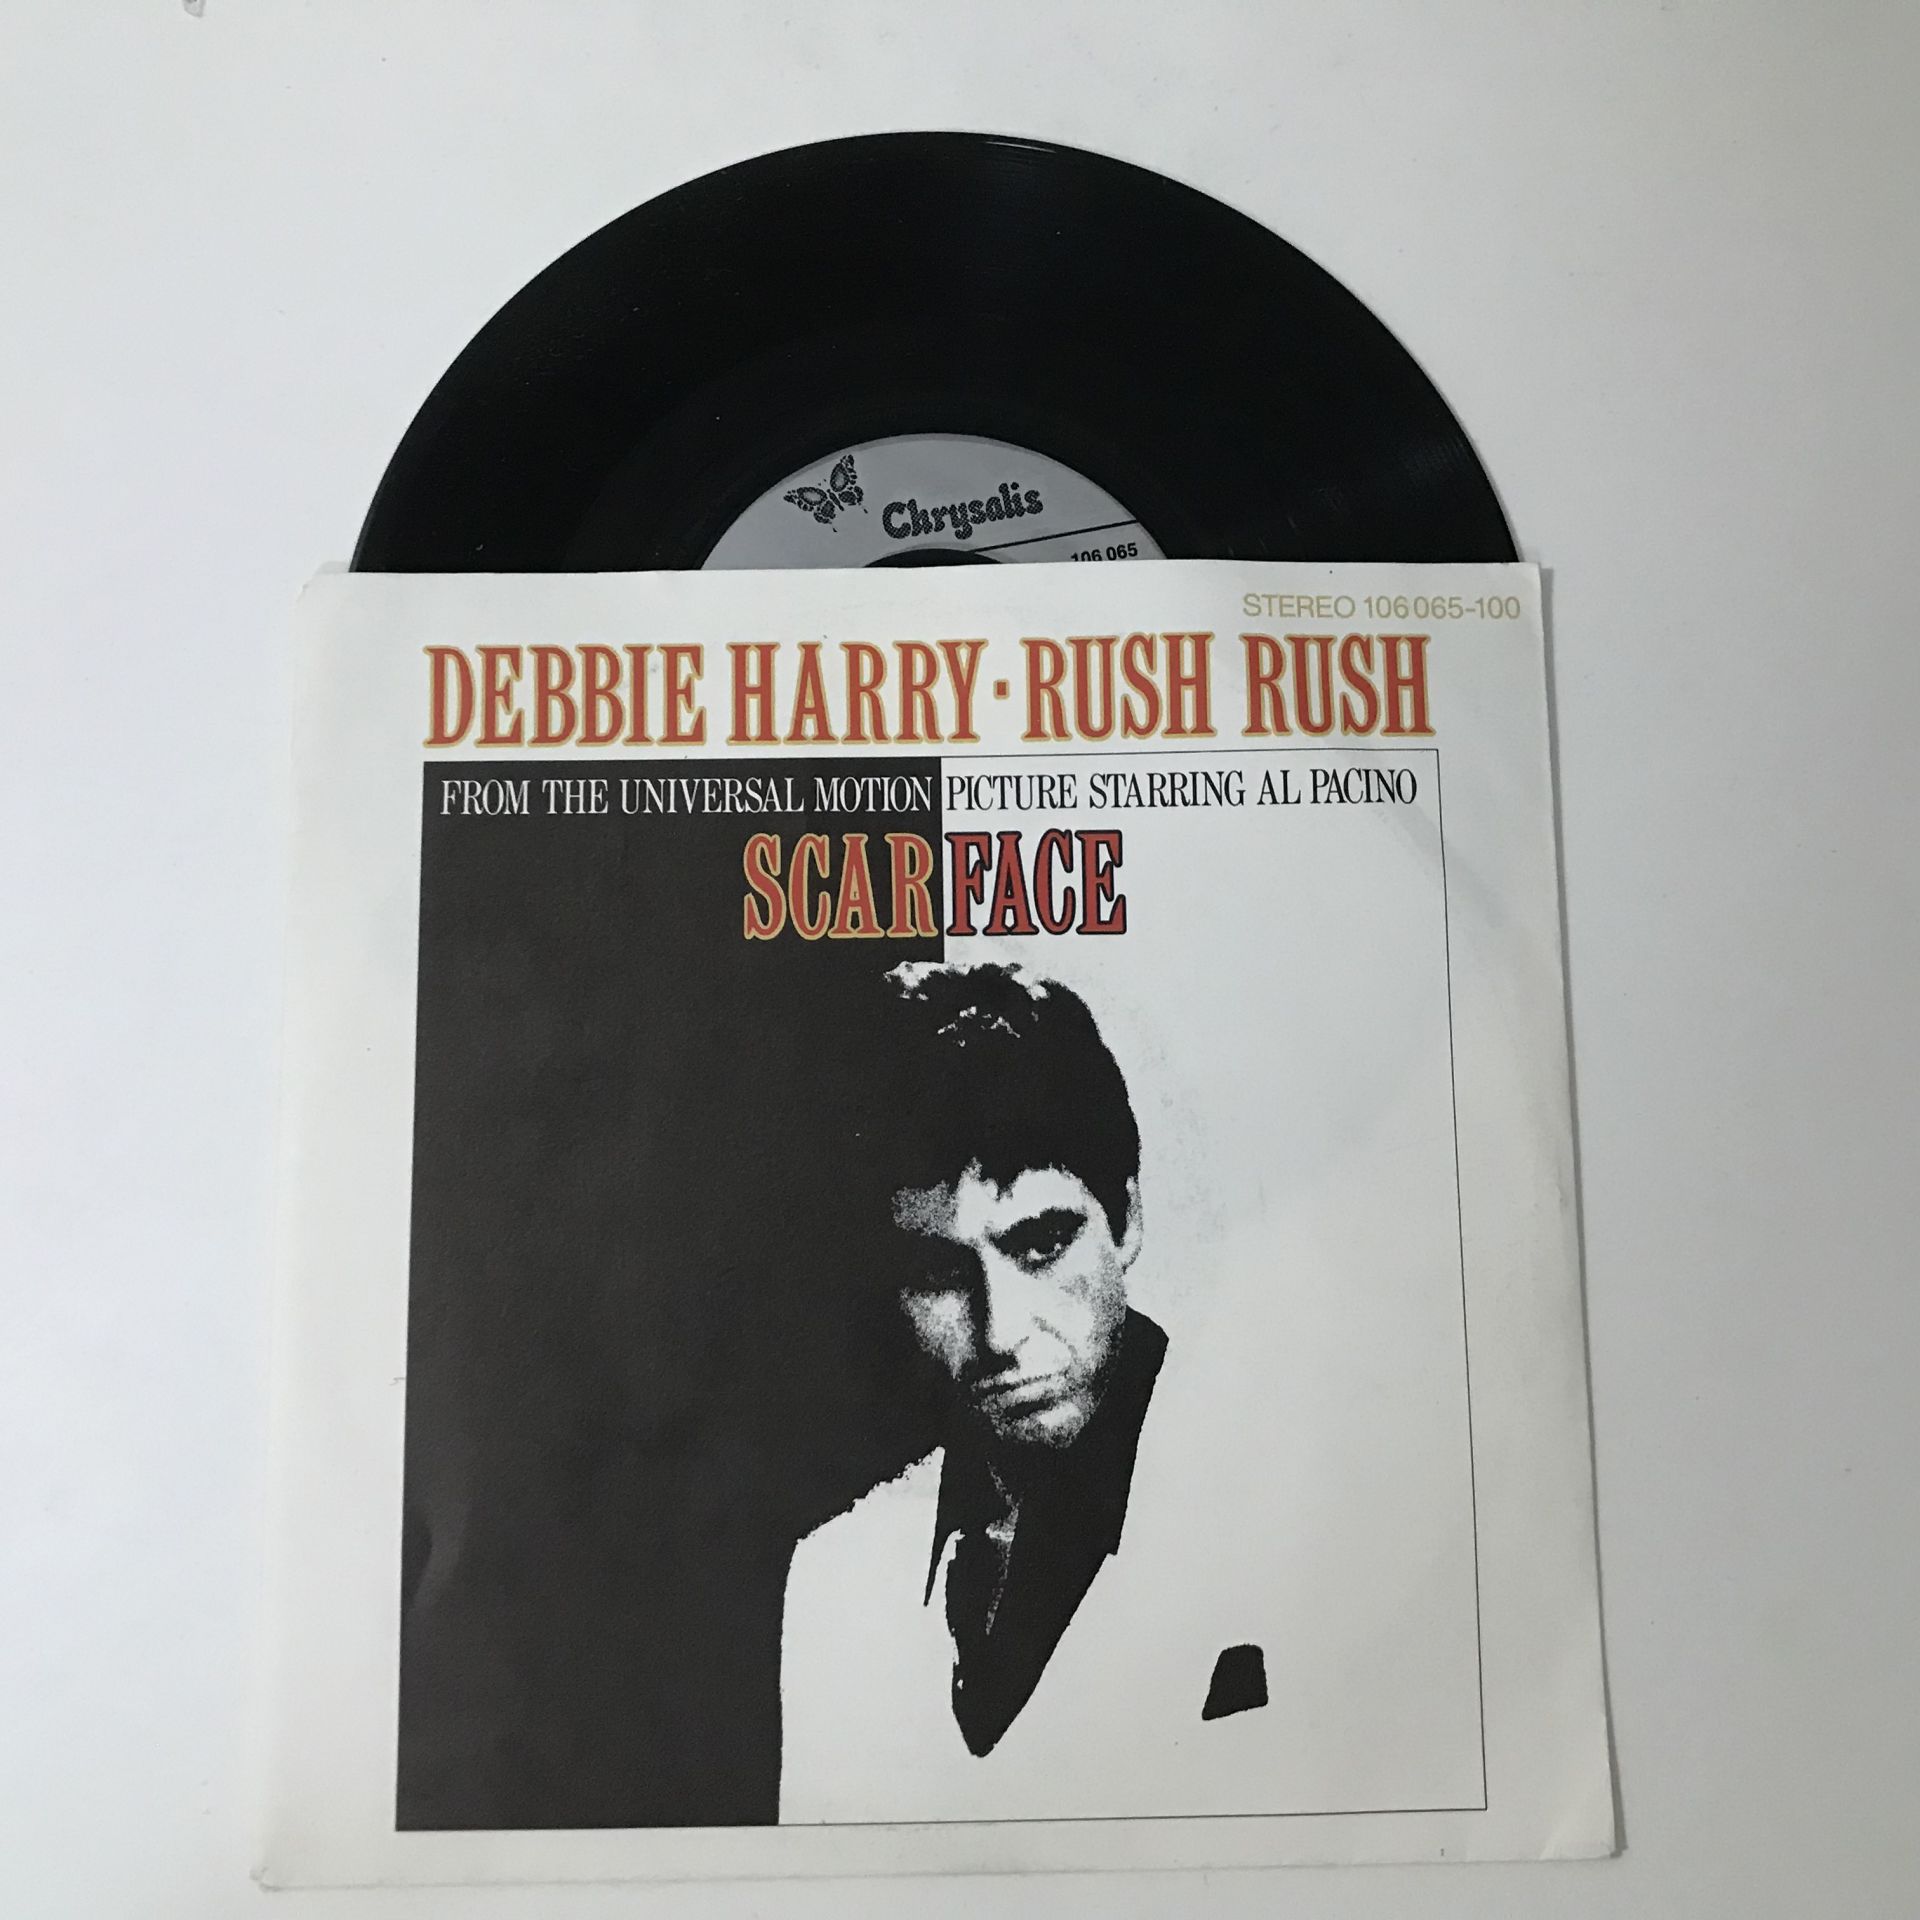 Chrysalis
106 065
STEREO 106 065-100
DEBBIE HARRY · RUSH RUSH
FROM THE UNIVERSAL MOTION PICTURE STARRING AL PACINO
SCARFACE